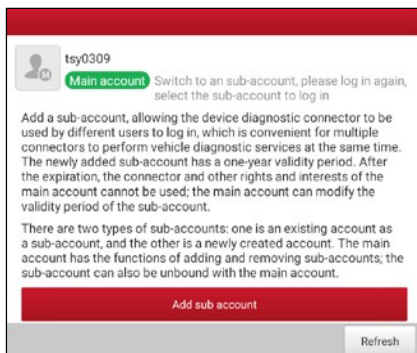 tsy0309
Main account Switch to an sub-account, please log in again,
select the sub-account to log in
Add a sub-account, allowing the device diagnostic connector to be
used by different users to log in, which is convenient for multiple
connectors to perform vehicle diagnostic services at the same time.
The newly added sub-account has a one-year validity period. After
the expiration, the connector and other rights and interests of the
main account cannot be used; the main account can modify the
validity period of the sub-account.
There are two types of sub-accounts: one is an existing account as
a sub-account, and the other is a newly created account. The main
account has the functions of adding and removing sub-accounts; the
sub-account can also be unbound with the main account.
Add sub account
Refresh